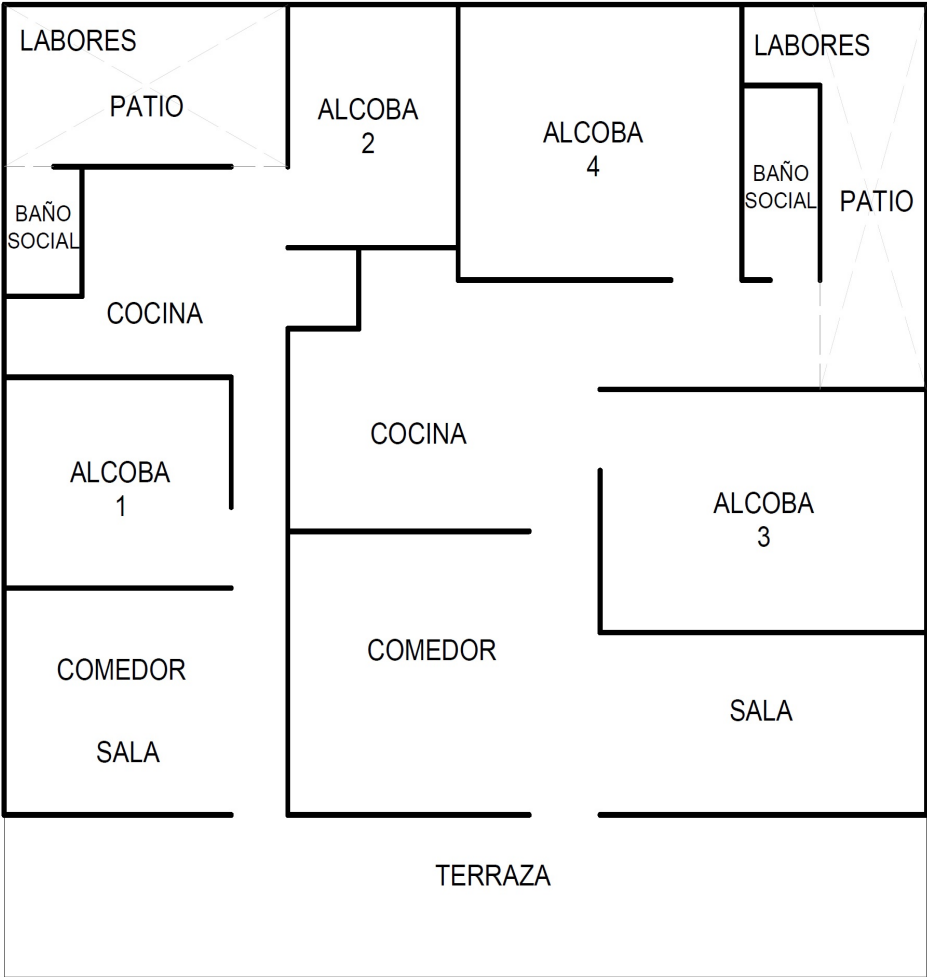 LABORES
PATIO
ALCOBA
2
ALCOBA
4
LABORES
BAÑO
SOCIAL
PATIO
BAÑO
SOCIAL
COCINA
COCINA
ALCOBA
1
ALCOBA
3
COMEDOR
SALA
COMEDOR
SALA
TERRAZA